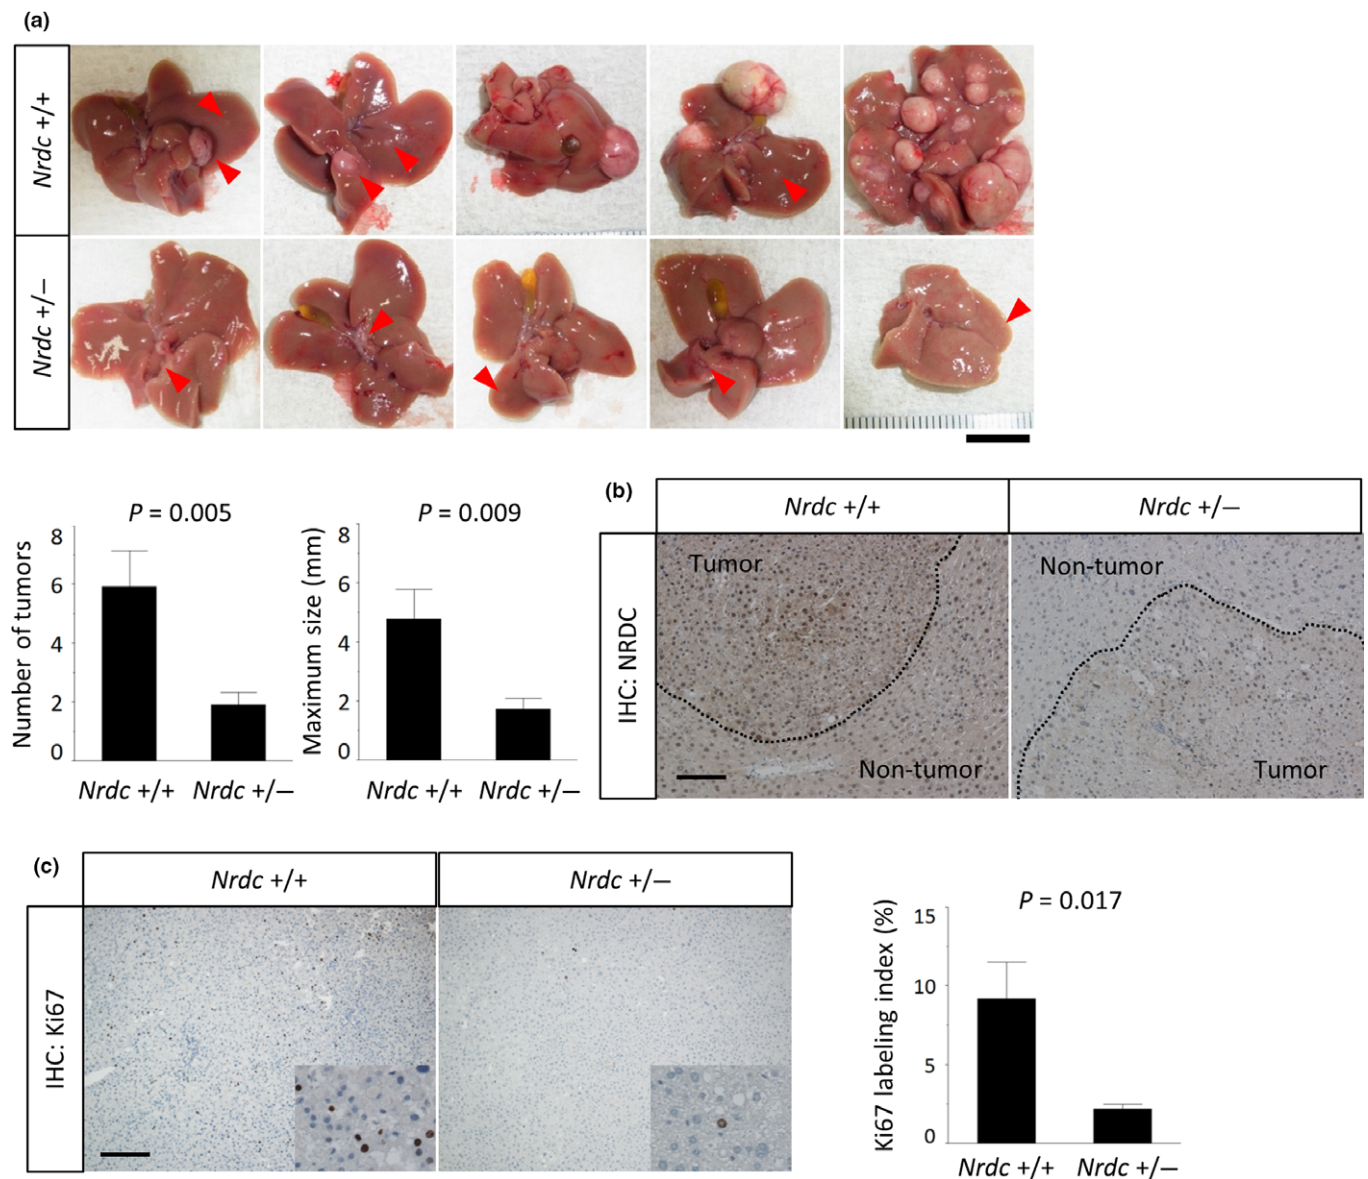 (a)
Nrdc +/+
Nrdc +/—
P = 0.005
Number of tumors
8
6
4
2
0
Nrdc +/+ Nrdc +/—
P = 0.009
Maximum size (mm)
8
6
4
2
0
Nrdc +/+ Nrdc +/—
(b)
Nrdc +/+
Nrdc +/—
IHC: NRDC
Tumor
Non-tumor
Non-tumor
Tumor
(c)
Nrdc +/+
Nrdc +/—
IHC: Ki67
P = 0.017
Ki67 labeling index (%)
15
10
5
0
Nrdc +/+ Nrdc +/—